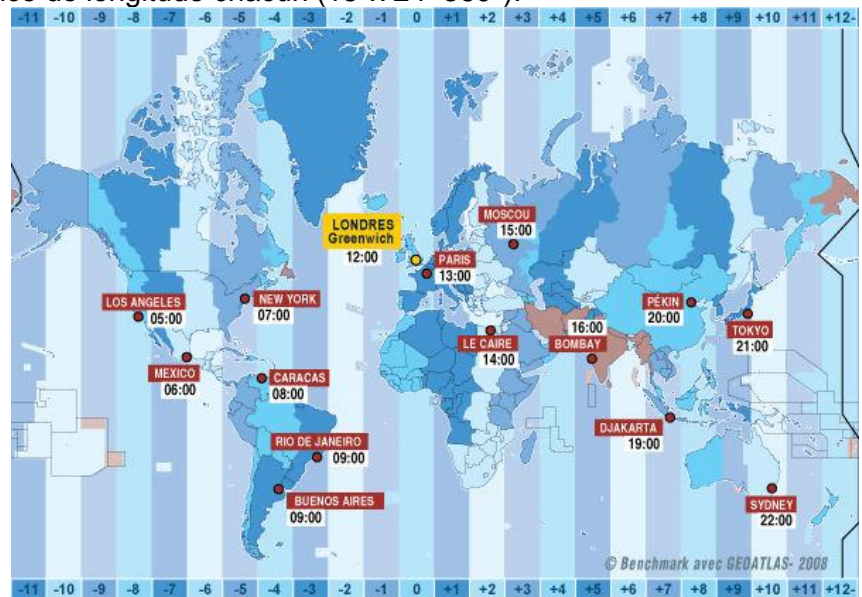 -11 -10 -9 -8 -7 -6 -5 -4 -3 -2 -1 0 +1 +2 +3 +4 +5 +6 +7 +8 +9 +10 +11 +12-
LONDRES
Greenwich
12:00
MOSCOU
15:00
PARIS
13:00
LOS ANGELES
05:00
NEW YORK
07:00
PÉKIN
20:00
TOKYO
21:00
LE CAIRE
14:00
16:00
BOMBAY
MEXICO
06:00
CARACAS
08:00
DJAKARTA
19:00
RIO DE JANEIRO
09:00
BUENOS AIRES
09:00
SYDNEY
22:00
© Benchmark avec GEOATLAS- 2008
-11 -10 -9 -8 -7 -6 -5 -4 -3 -2 -1 0 +1 +2 +3 +4 +5 +6 +7 +8 +9 +10 +11 +12-